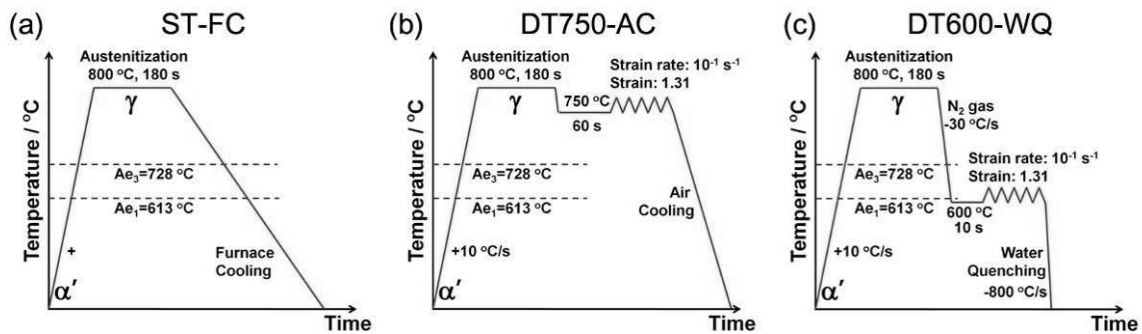 (a) ST-FC
Austenitization
800 °C, 180 s
γ
Ae₃=728 °C
Ae₁=613 °C
+
Furnace
Cooling
α′
Temperature / °C
Time
(b) DT750-AC
Austenitization
800 °C, 180 s
γ
Strain rate: 10⁻¹ s⁻¹
Strain: 1.31
750 °C
60 s
Ae₃=728 °C
Ae₁=613 °C
Air
Cooling
+10 °C/s
α′
Temperature / °C
Time
(c) DT600-WQ
Austenitization
800 °C, 180 s
γ
N₂ gas
-30 °C/s
Strain rate: 10⁻¹ s⁻¹
Strain: 1.31
Ae₃=728 °C
Ae₁=613 °C
600 °C
10 s
+10 °C/s
Water
Quenching
-800 °C/s
α′
Temperature / °C
Time